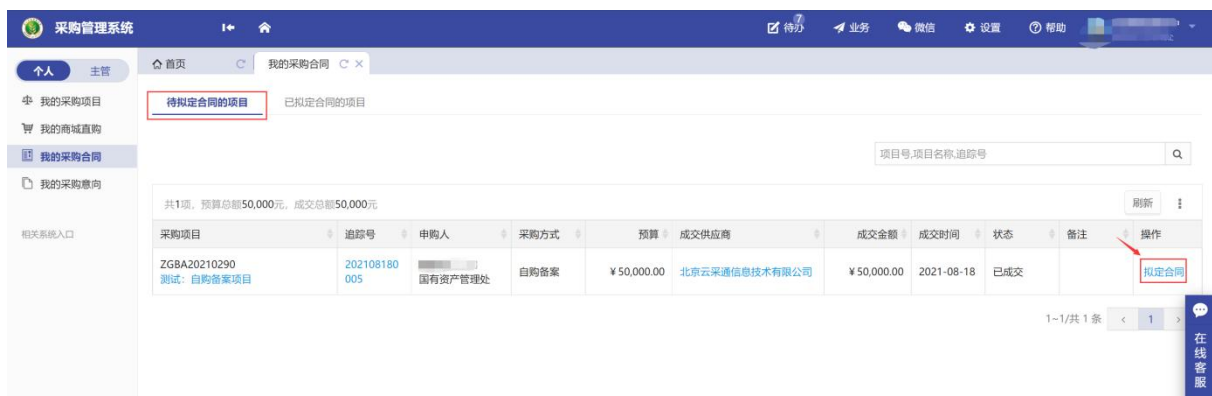 采购管理系统
7
待办
业务
微信
设置
帮助
个人
主管
首页
我的采购合同
我的采购项目
我的商城直购
我的采购合同
我的采购意向
相关系统入口
待拟定合同的项目
已拟定合同的项目
项目号,项目名称,追踪号
共1项, 预算总额50,000元, 成交总额50,000元
刷新
采购项目 追踪号 申购人 采购方式 预算 成交供应商 成交金额 成交时间 状态 备注 操作
ZGBA20210290
测试：自购备案项目
202108180
005
国有资产管理处
自购备案
¥ 50,000.00
北京云采通信息技术有限公司
¥ 50,000.00
2021-08-18
已成交
拟定合同
1~1/共 1 条 < 1 >
在线客服